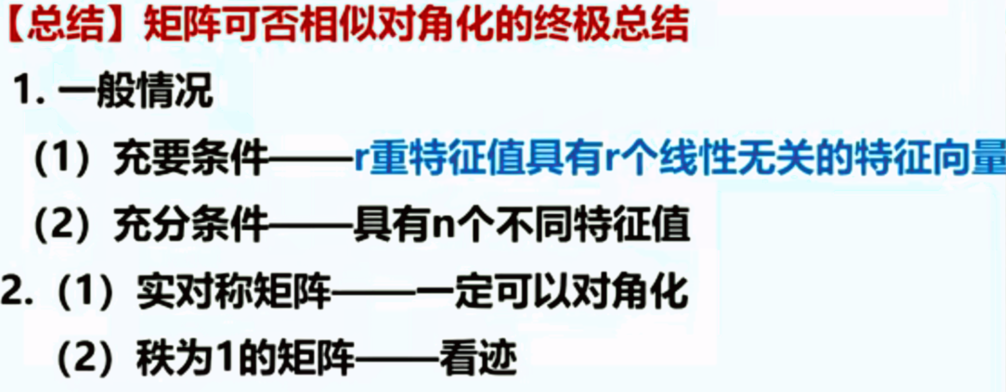 【总结】矩阵可否相似对角化的终极总结
1. 一般情况
（1）充要条件——r重特征值具有r个线性无关的特征向量
（2）充分条件——具有n个不同特征值
2.（1）实对称矩阵——一定可以对角化
（2）秩为1的矩阵——看迹